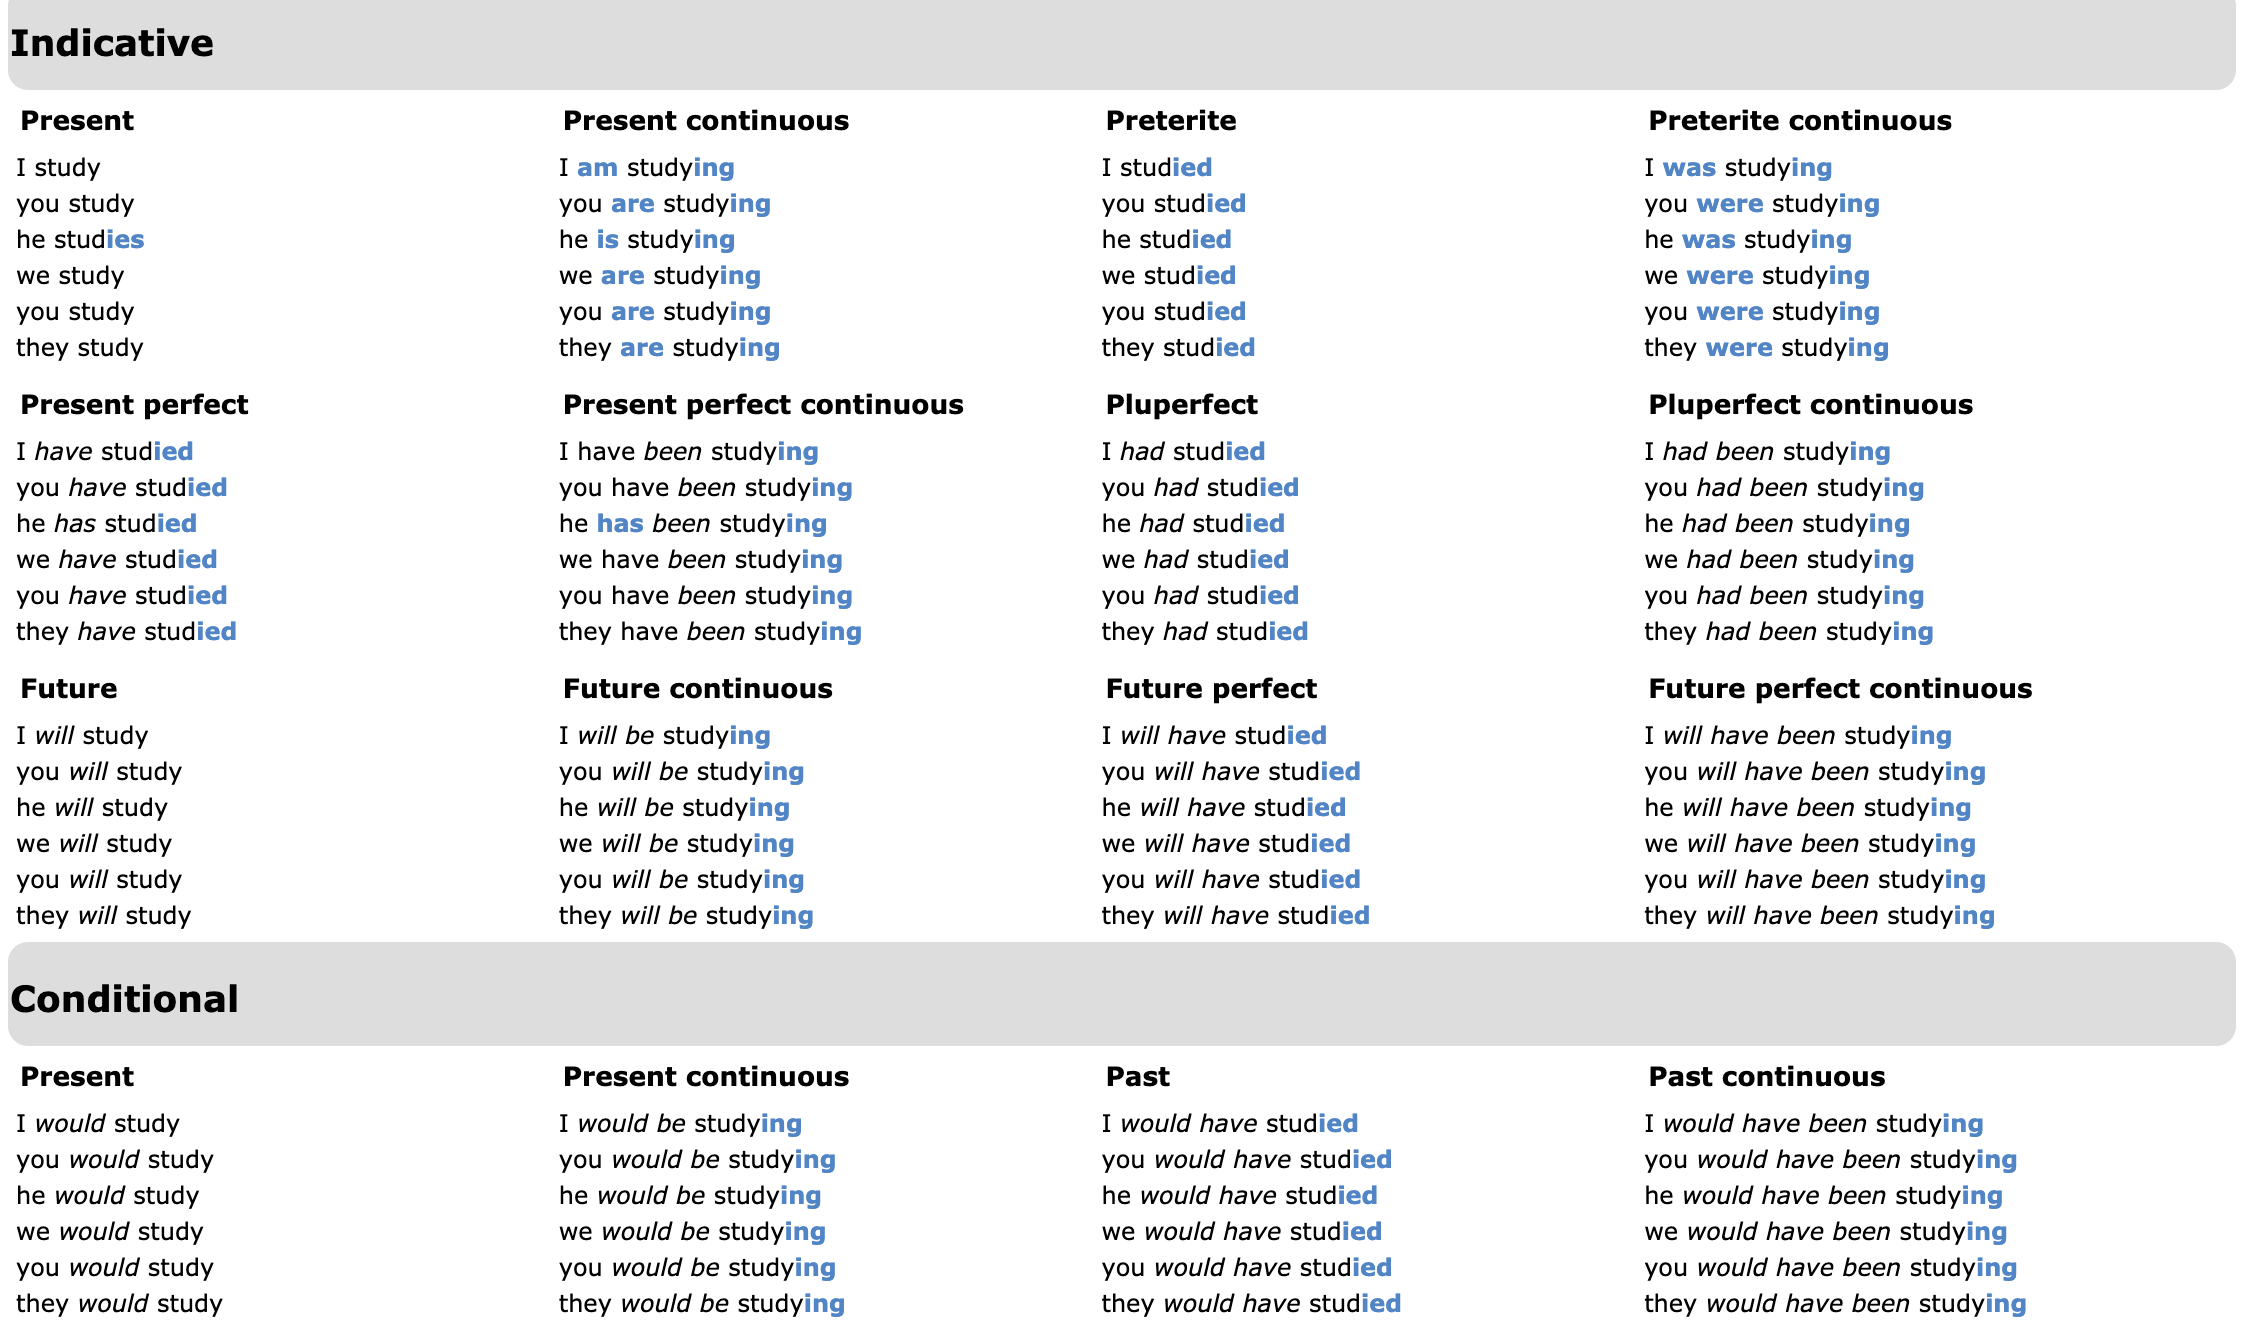 Indicative
Present
I study
you study
he studies
we study
you study
they study
Present continuous
I am studying
you are studying
he is studying
we are studying
you are studying
they are studying
Preterite
I studied
you studied
he studied
we studied
you studied
they studied
Preterite continuous
I was studying
you were studying
he was studying
we were studying
you were studying
they were studying
Present perfect
I have studied
you have studied
he has studied
we have studied
you have studied
they have studied
Present perfect continuous
I have been studying
you have been studying
he has been studying
we have been studying
you have been studying
they have been studying
Pluperfect
I had studied
you had studied
he had studied
we had studied
you had studied
they had studied
Pluperfect continuous
I had been studying
you had been studying
he had been studying
we had been studying
you had been studying
they had been studying
Future
I will study
you will study
he will study
we will study
you will study
they will study
Future continuous
I will be studying
you will be studying
he will be studying
we will be studying
you will be studying
they will be studying
Future perfect
I will have studied
you will have studied
he will have studied
we will have studied
you will have studied
they will have studied
Future perfect continuous
I will have been studying
you will have been studying
he will have been studying
we will have been studying
you will have been studying
they will have been studying
Conditional
Present
I would study
you would study
he would study
we would study
you would study
they would study
Present continuous
I would be studying
you would be studying
he would be studying
we would be studying
you would be studying
they would be studying
Past
I would have studied
you would have studied
he would have studied
we would have studied
you would have studied
they would have studied
Past continuous
I would have been studying
you would have been studying
he would have been studying
we would have been studying
you would have been studying
they would have been studying